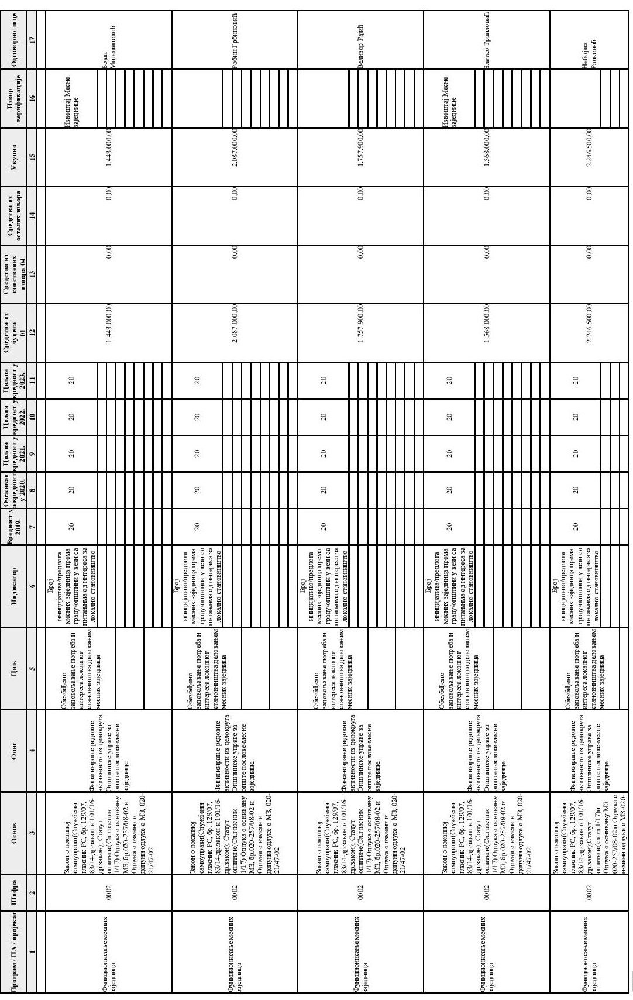 Програм / ПА / пројекат
Шифра
Основ
Опис
Циљ
Индикатор
Вредност у
2019.
Очекиван
а вредност
у 2020.
Циљна
вредност у
2021.
Циљна
вредност у
2022.
Циљна
вредност у
2023.
Средства из
буџета
01
Средства из
сопствених
извора 04
Средства из
осталих извора
Укупно
Извор
верификације
Одговорно лице
1
2
3
4
5
6
7
8
9
10
11
12
13
14
15
16
17
Функционисање месних
заједница
0002
Закон о локалној
самоуправи(Службени
гласник РС, бр. 129/07,
83/14-др.закон и 101/16-
др.закон); Статут
општине(Сл.гласник
1/17) Одлука о оснивању
МЗ, бр.020-257/08-02 и
Одлука о измени и
допуни одлуке о МЗ, 020-
21/47-02
Финансирање редовне
активности из делокруга
Општинске управе за
опште послове-месне
заједнице.
Обезбеђено
задовољавање потреба и
интереса локалног
становништва деловањем
месних заједница
Број
иницијатива/предлога
месних заједница према
граду/општини у вези са
питањима од интереса за
локално становништво
20
20
20
20
20
1.443.000,00
0,00
0,00
1.443.000,00
Извештај Месне
заједнице
Бојан
Миловановић
Функционисање месних
заједница
0002
Закон о локалној
самоуправи(Службени
гласник РС, бр. 129/07,
83/14-др.закон и 101/16-
др.закон); Статут
општине(Сл.гласник
1/17) Одлука о оснивању
МЗ, бр.020-257/08-02 и
Одлука о измени и
допуни одлуке о МЗ, 020-
21/47-02
Финансирање редовне
активности из делокруга
Општинске управе за
опште послове-месне
заједнице.
Обезбеђено
задовољавање потреба и
интереса локалног
становништва деловањем
месних заједница
Број
иницијатива/предлога
месних заједница према
граду/општини у вези са
питањима од интереса за
локално становништво
20
20
20
20
20
2.087.000,00
0,00
0,00
2.087.000,00
Робин Грбиновић
Функционисање месних
заједница
0002
Закон о локалној
самоуправи(Службени
гласник РС, бр. 129/07,
83/14-др.закон и 101/16-
др.закон); Статут
општине(Сл.гласник
1/17) Одлука о оснивању
МЗ, бр.020-257/08-02 и
Одлука о измени и
допуни одлуке о МЗ, 020-
21/47-02
Финансирање редовне
активности из делокруга
Општинске управе за
опште послове-месне
заједнице.
Обезбеђено
задовољавање потреба и
интереса локалног
становништва деловањем
месних заједница
Број
иницијатива/предлога
месних заједница према
граду/општини у вези са
питањима од интереса за
локално становништво
20
20
20
20
20
1.757.900,00
0,00
0,00
1.757.900,00
Велизор Рајић
Функционисање месних
заједница
0002
Закон о локалној
самоуправи(Службени
гласник РС, бр. 129/07,
83/14-др.закон и 101/16-
др.закон); Статут
општине(Сл.гласник
1/17) Одлука о оснивању
МЗ, бр.020-257/08-02 и
Одлука о измени и
допуни одлуке о МЗ, 020-
21/47-02
Финансирање редовне
активности из делокруга
Општинске управе за
опште послове-месне
заједнице.
Обезбеђено
задовољавање потреба и
интереса локалног
становништва деловањем
месних заједница
Број
иницијатива/предлога
месних заједница према
граду/општини у вези са
питањима од интереса за
локално становништво
20
20
20
20
20
1.568.000,00
0,00
0,00
1.568.000,00
Извештај Месне
заједнице
Златко
Функционисање месних
заједница
0002
Закон о локалној
самоуправи(Службени
гласник РС, бр. 129/07,
83/14-др.закон и 101/16-
др.закон);Статут
општине(сл.гл.1/17)и
Одлука о оснивању МЗ
020-257/08-02 и Одлука о
измени одлуке о МЗ-020-
Финансирање редовне
активности из делокруга
Општинске управе за
опште послове-месне
заједнице.
Обезбеђено
задовољавање потреба и
интереса локалног
становништва деловањем
месних заједница
Број
иницијатива/предлога
месних заједница према
граду/општини у вези са
питањима од интереса за
локално становништво
20
20
20
20
20
2.246.500,00
0,00
0,00
2.246.500,00
Небојша
Ранковић